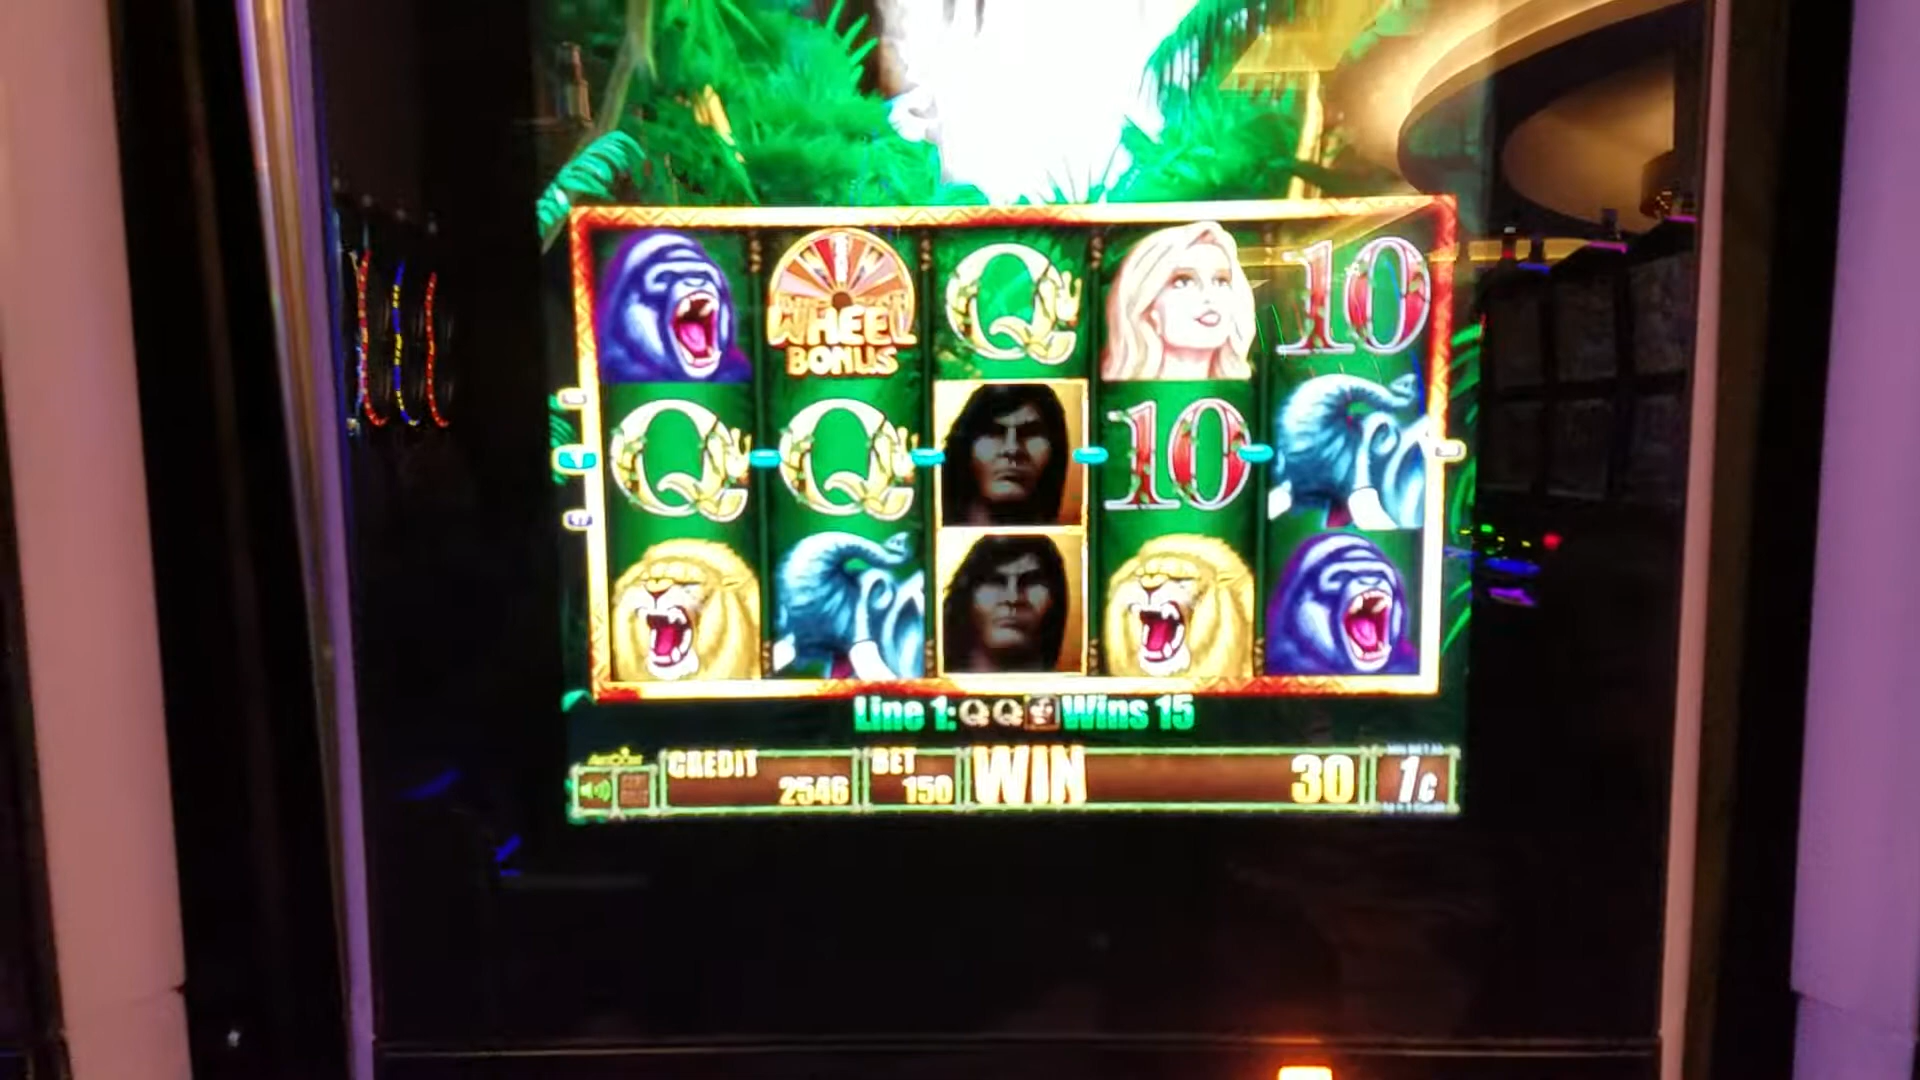 WHEEL
BONUS
Q
10
Q
Q
10
Line 1: Q Q Wins 15
CREDIT
2546
BET
150
WIN
30
1¢